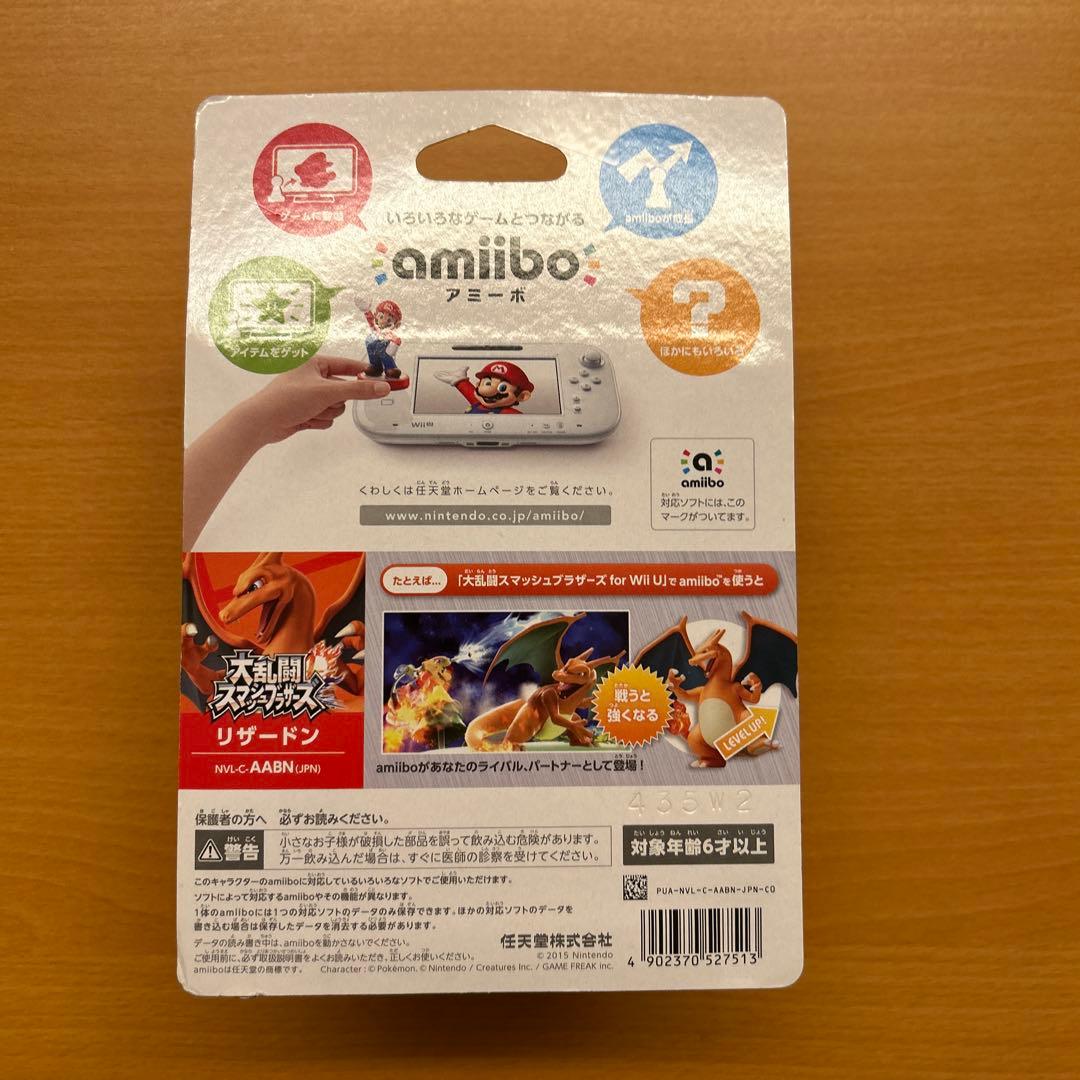 ゲームに登場
amiiboが成長
いろいろなゲームとつながる
amiibo
アミーボ
アイテムをゲット
ほかにもいろいろ
Wii U
amiibo
対応ソフトには、この
マークがついてます。
くわしくは任天堂ホームページをご覧ください。
www.nintendo.co.jp/amiibo/
たとえば... 「大乱闘スマッシュブラザーズ for Wii U」で amiibo™を使うと
大乱闘
スマッシュブラザーズ
リザードン
NVL-C-AABN(JPN)
戦うと
強くなる
LEVEL UP!
amiiboがあなたのライバル、パートナーとして登場!
435W2
保護者の方へ 必ずお読みください。
警告
小さなお子様が破損した部品を誤って飲み込む危険があります。
万一飲み込んだ場合は、すぐに医師の診察を受けてください。
対象年齢6才以上
このキャラクターのamiiboに対応しているいろいろなソフトでご使用いただけます。
ソフトによって対応するamiiboやその機能が異なります。
1体のamiiboには1つの対応ソフトのデータのみ保存できます。ほかの対応ソフトのデータを
書き込む場合は保存したデータを消去する必要があります。
データの読み書き中は、amiiboを動かさないでください。
ご使用前に、必ず取扱説明書をよくお読みいただき、正しくお使いください。
amiiboは任天堂の商標です。
任天堂株式会社
© 2015 Nintendo
Character : © Pokémon. © Nintendo / Creatures Inc. / GAME FREAK inc.
PUA-NVL-C-AABN-JPN-C0
4 902370 527513